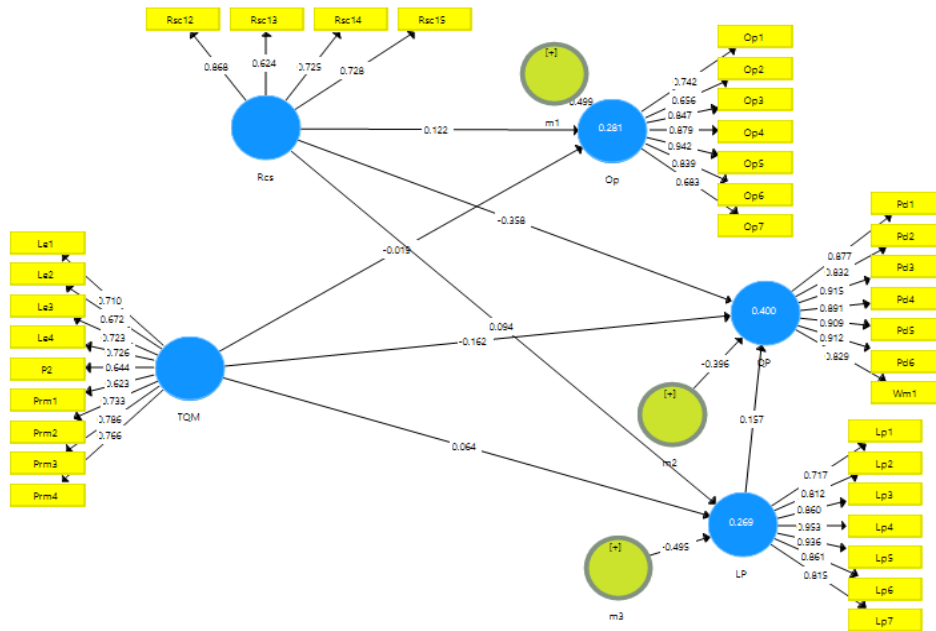 Rsc12
Rsc13
Rsc14
Rsc15
0.868
0.624
0.725
0.728
Rcs
[+]
m1
0.499
0.281
Op
Op1
Op2
Op3
Op4
Op5
Op6
Op7
0.742
0.656
0.847
0.879
0.942
0.839
0.683
0.122
-0.358
-0.019
0.094
-0.162
0.064
Le1
Le2
Le3
Le4
P2
Prm1
Prm2
Prm3
Prm4
0.710
0.672
0.723
0.726
0.644
0.623
0.733
0.786
0.766
TQM
0.400
QP
Pd1
Pd2
Pd3
Pd4
Pd5
Pd6
Wm1
0.877
0.832
0.915
0.891
0.909
0.912
0.829
-0.396
[+]
m2
0.157
0.269
LP
-0.495
[+]
m3
Lp1
Lp2
Lp3
Lp4
Lp5
Lp6
Lp7
0.717
0.812
0.860
0.953
0.936
0.861
0.815